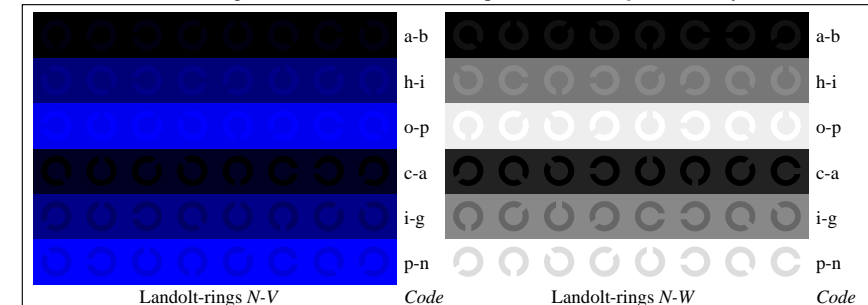 a-b a-b
h-i h-i
o-p o-p
c-a c-a
i-g i-g
p-n p-n
Landolt-rings N-V Code Landolt-rings N-W Code